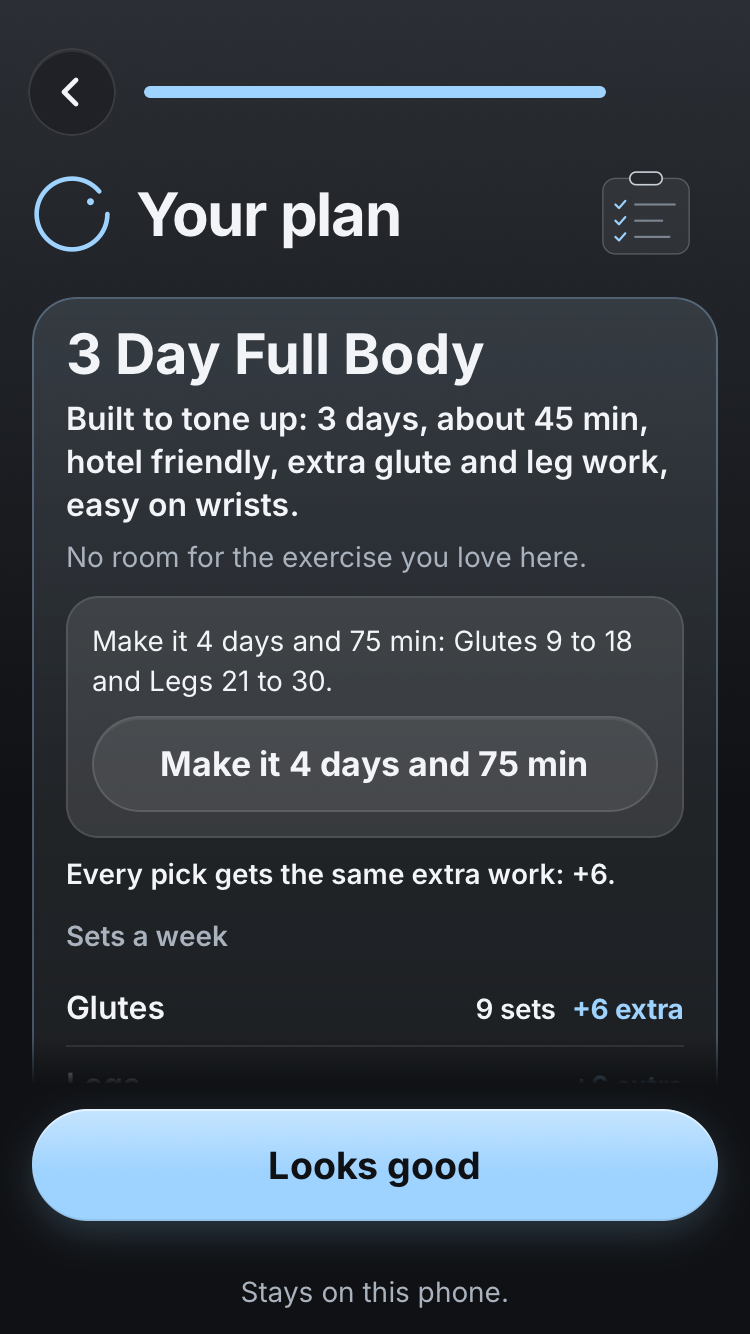 Your plan
3 Day Full Body
Built to tone up: 3 days, about 45 min,
hotel friendly, extra glute and leg work,
easy on wrists.
No room for the exercise you love here.
Make it 4 days and 75 min: Glutes 9 to 18
and Legs 21 to 30.
Make it 4 days and 75 min
Every pick gets the same extra work: +6.
Sets a week
Glutes 9 sets +6 extra
Looks good
Stays on this phone.